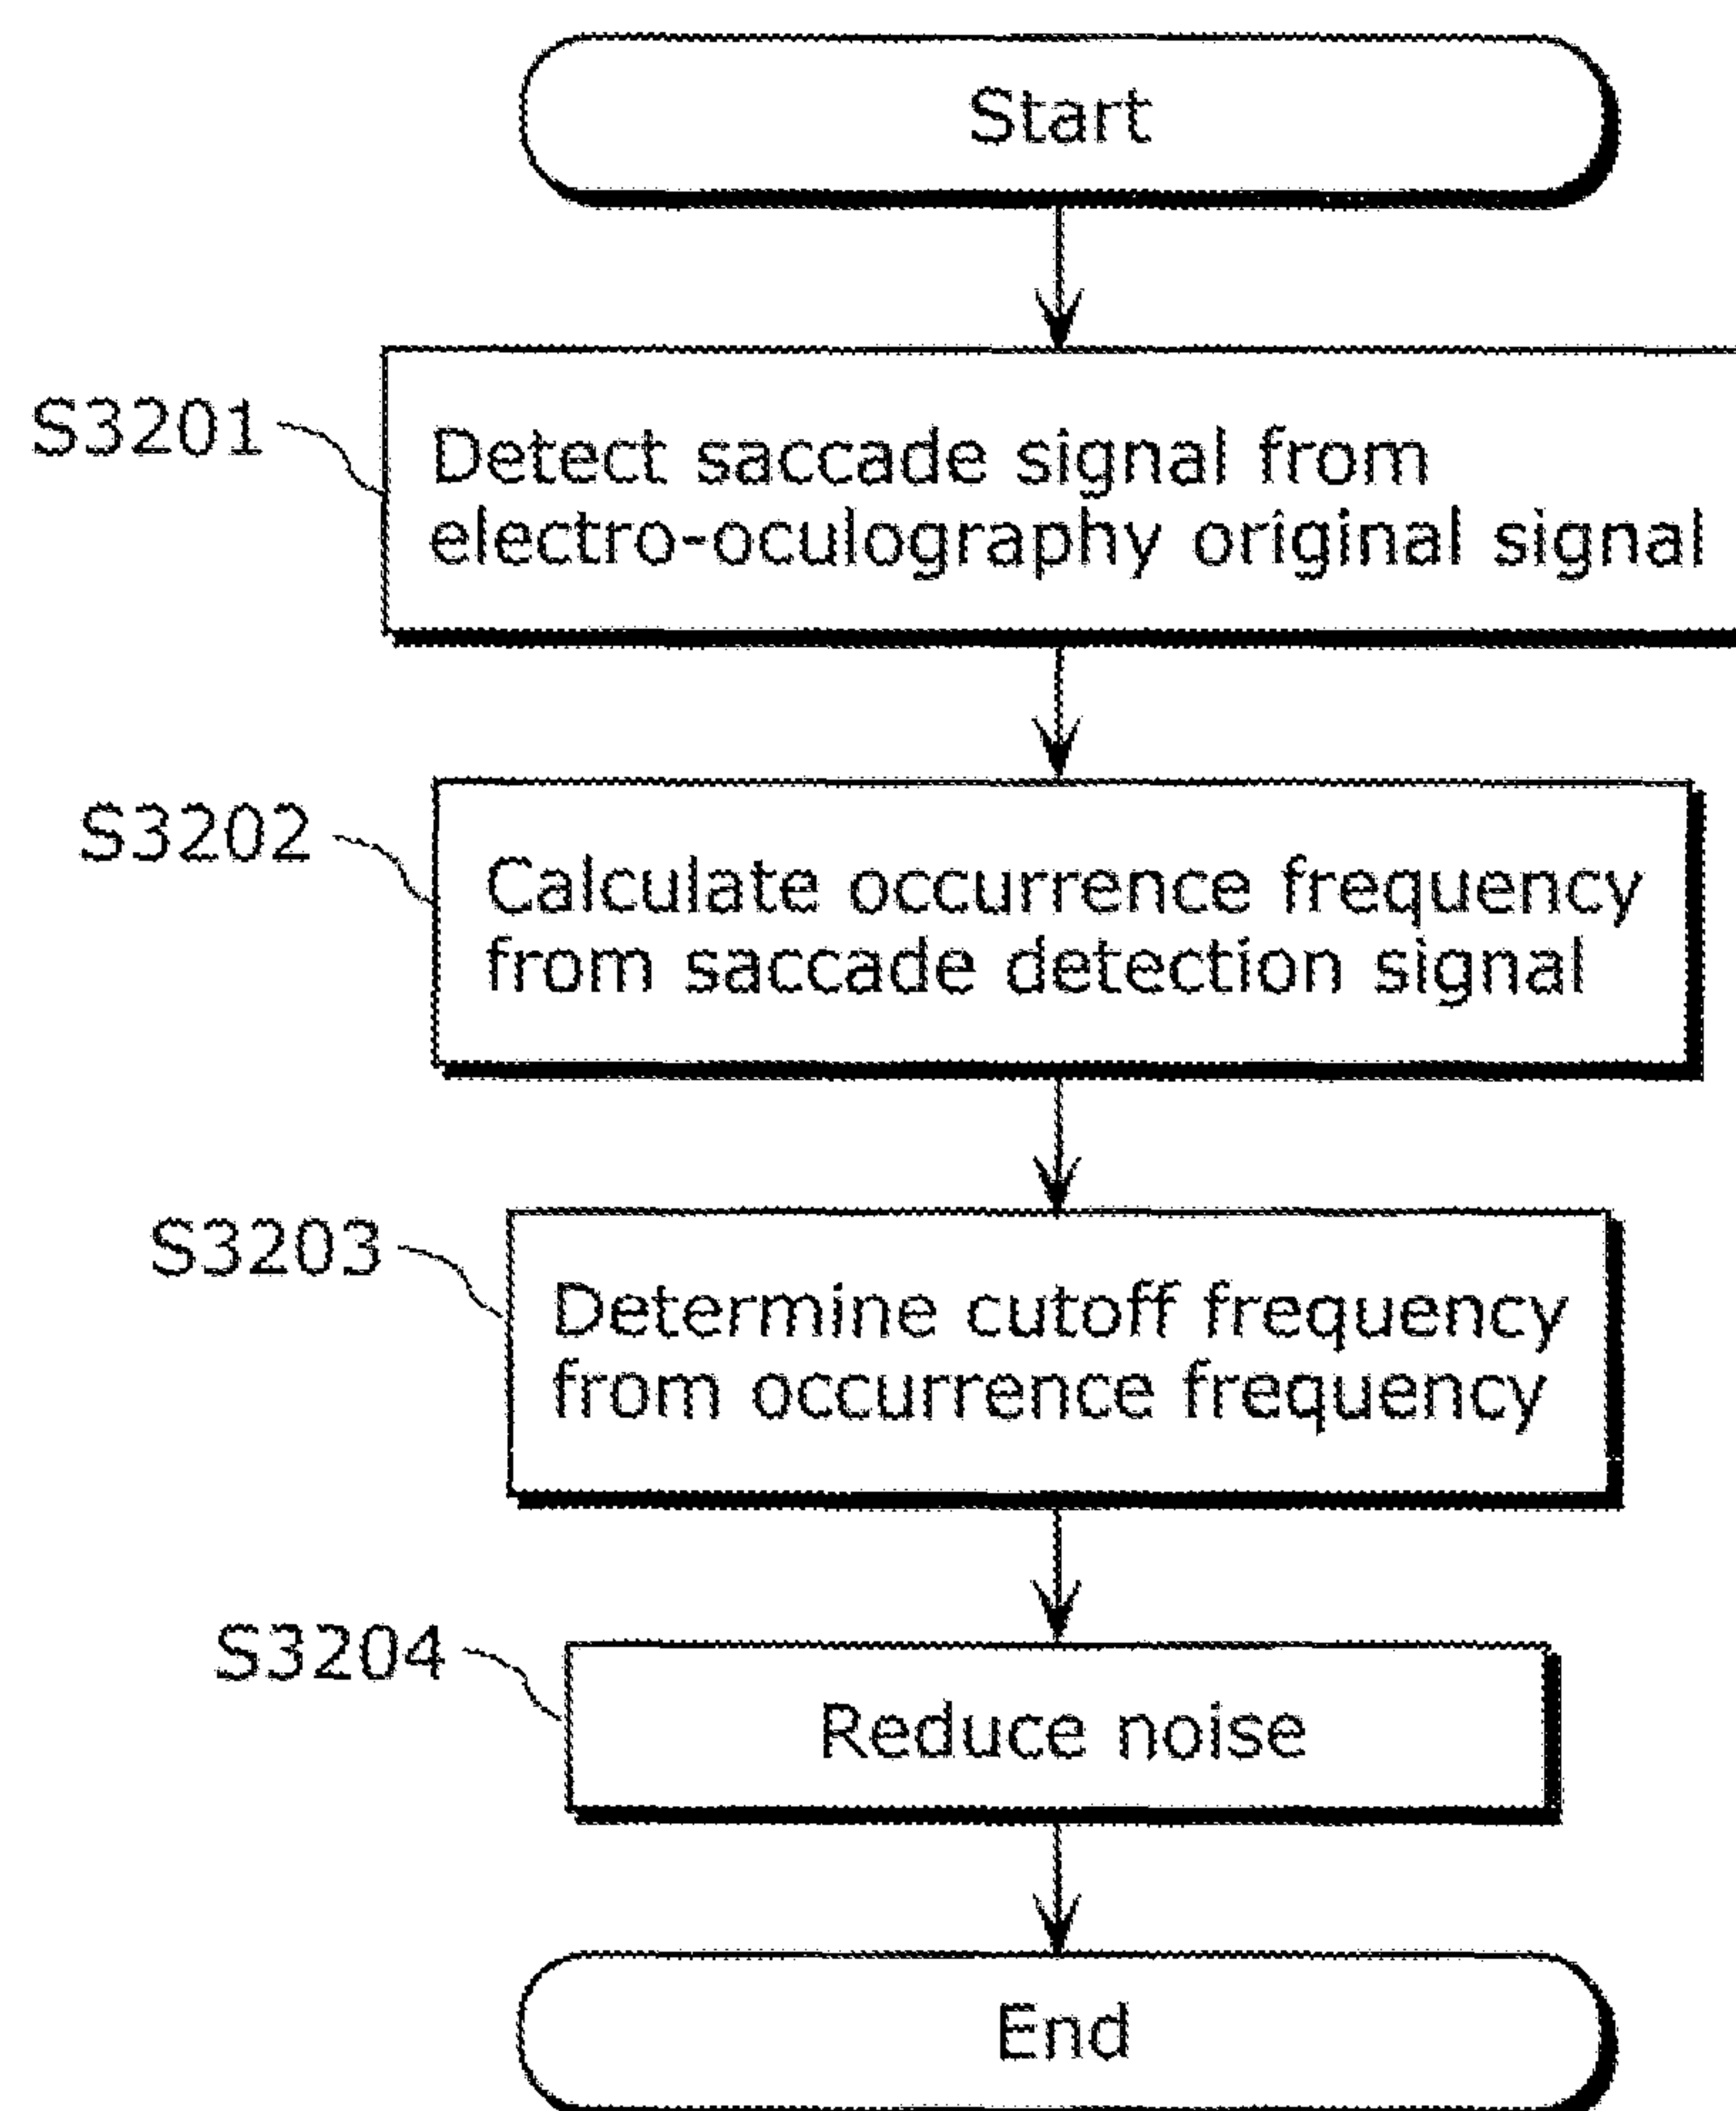 Start
S3201
Detect saccade signal from
electro-oculography original signal
S3202
Calculate occurrence frequency
from saccade detection signal
S3203
Determine cutoff frequency
from occurrence frequency
S3204
Reduce noise
End